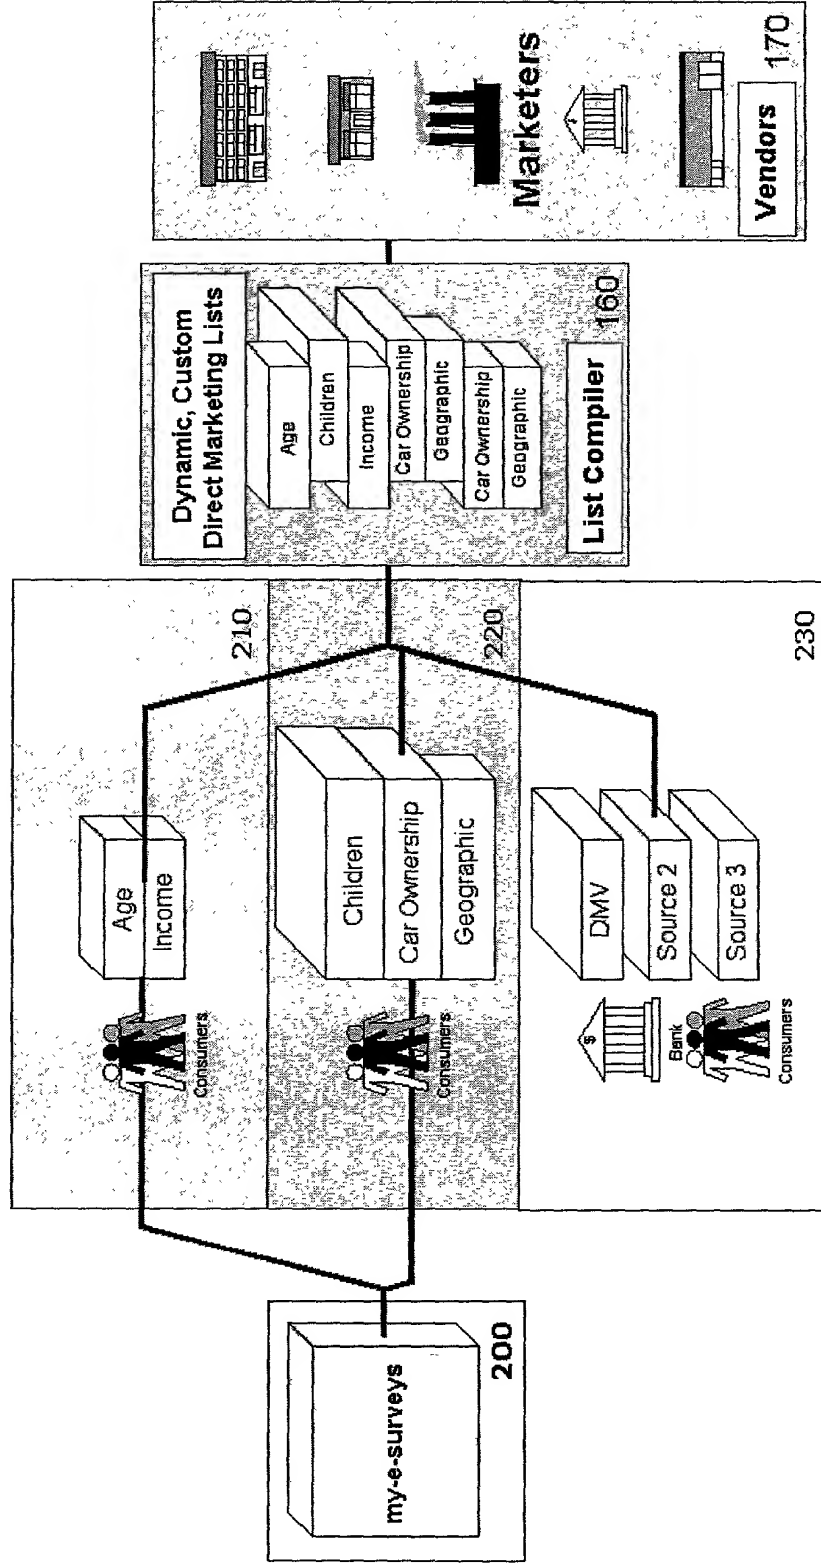 my-e-surveys
200
Consumers
Age
Income
210
Consumers
Children
Car Ownership
Geographic
220
Bank
Consumers
DMV
Source 2
Source 3
230
Dynamic, Custom
Direct Marketing Lists
Age
Children
Income
Car Ownership
Geographic
Car Ownership
Geographic
List Compiler
160
Marketers
Vendors
170
$
$